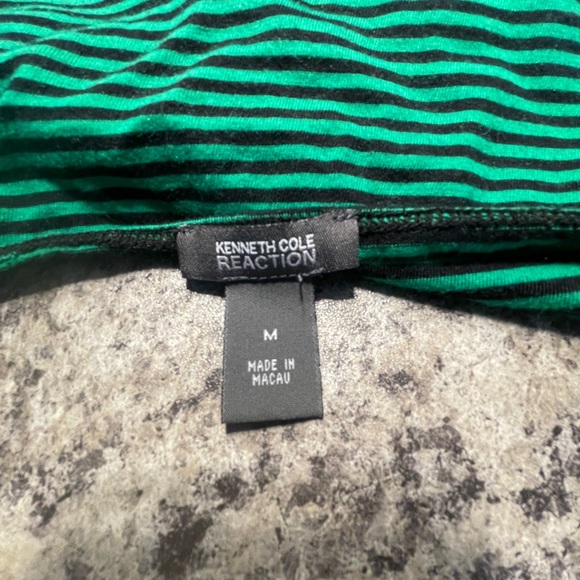 KENNETH COLE
REACTION
M
MADE IN
MACAU